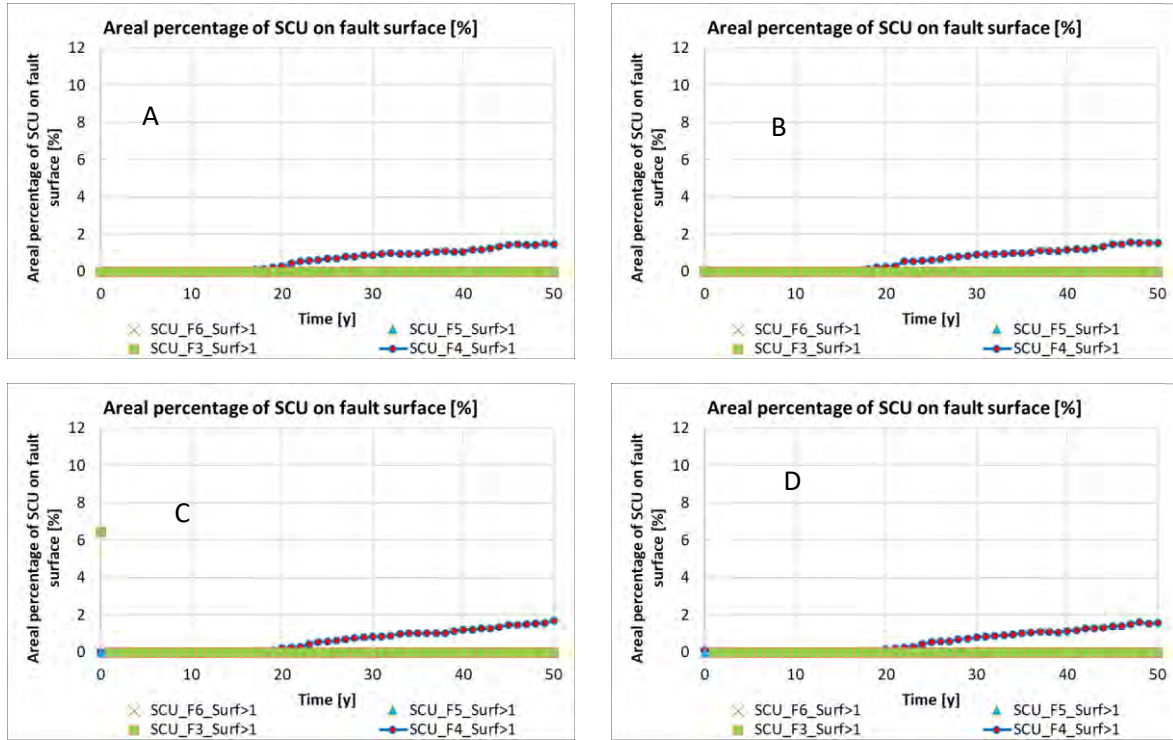 Areal percentage of SCU on fault surface [%]
Areal percentage of SCU on fault
surface [%]
12
10
8
6
4
2
0
A
0 10 20 30 40 50
Time [y]
SCU_F6_Surf>1 SCU_F5_Surf>1
SCU_F3_Surf>1 SCU_F4_Surf>1
Areal percentage of SCU on fault surface [%]
Areal percentage of SCU on fault
surface [%]
12
10
8
6
4
2
0
B
0 10 20 30 40 50
Time [y]
SCU_F6_Surf>1 SCU_F5_Surf>1
SCU_F3_Surf>1 SCU_F4_Surf>1
Areal percentage of SCU on fault surface [%]
Areal percentage of SCU on fault
surface [%]
12
10
8
6
4
2
0
C
0 10 20 30 40 50
Time [y]
SCU_F6_Surf>1 SCU_F5_Surf>1
SCU_F3_Surf>1 SCU_F4_Surf>1
Areal percentage of SCU on fault surface [%]
Areal percentage of SCU on fault
surface [%]
12
10
8
6
4
2
0
D
0 10 20 30 40 50
Time [y]
SCU_F6_Surf>1 SCU_F5_Surf>1
SCU_F3_Surf>1 SCU_F4_Surf>1